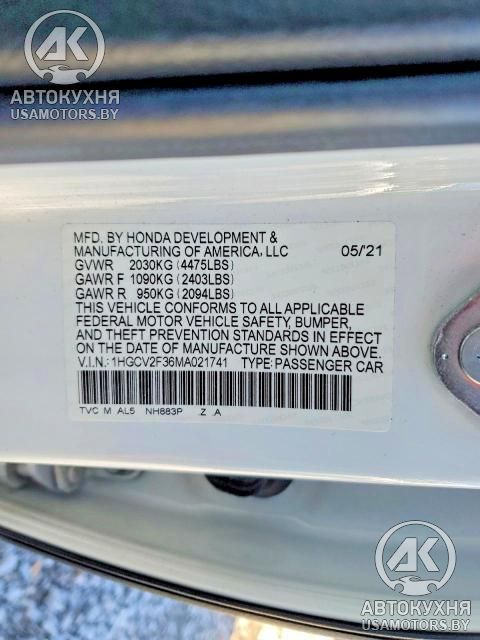 АК
АВТОКУХНЯ
USAMOTORS.BY
MFD. BY HONDA DEVELOPMENT &
MANUFACTURING OF AMERICA, LLC 05/21
GVWR 2030KG (4475LBS)
GAWR F 1090KG (2403LBS)
GAWR R 950KG (2094LBS)
THIS VEHICLE CONFORMS TO ALL APPLICABLE
FEDERAL MOTOR VEHICLE SAFETY, BUMPER,
AND THEFT PREVENTION STANDARDS IN EFFECT
ON THE DATE OF MANUFACTURE SHOWN ABOVE.
V.I.N.: 1HGCV2F36MA021741 TYPE: PASSENGER CAR
TVC M AL5 NH883P .Z .A
АК
АВТОКУХНЯ
USAMOTORS.BY